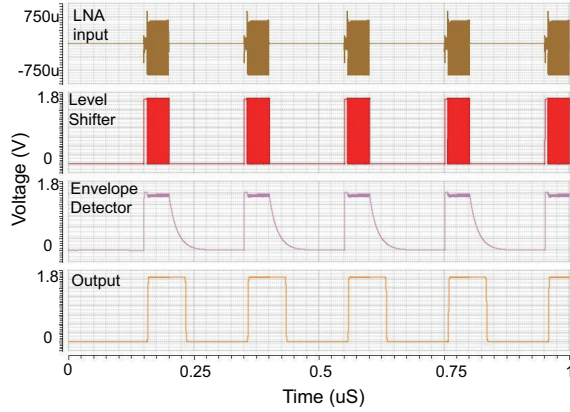 750u
LNA
input
-750u
1.8
Level
Shifter
0
1.8
Envelope
Detector
0
1.8
Output
0
Voltage (V)
0
0.25
0.5
0.75
1
Time (uS)